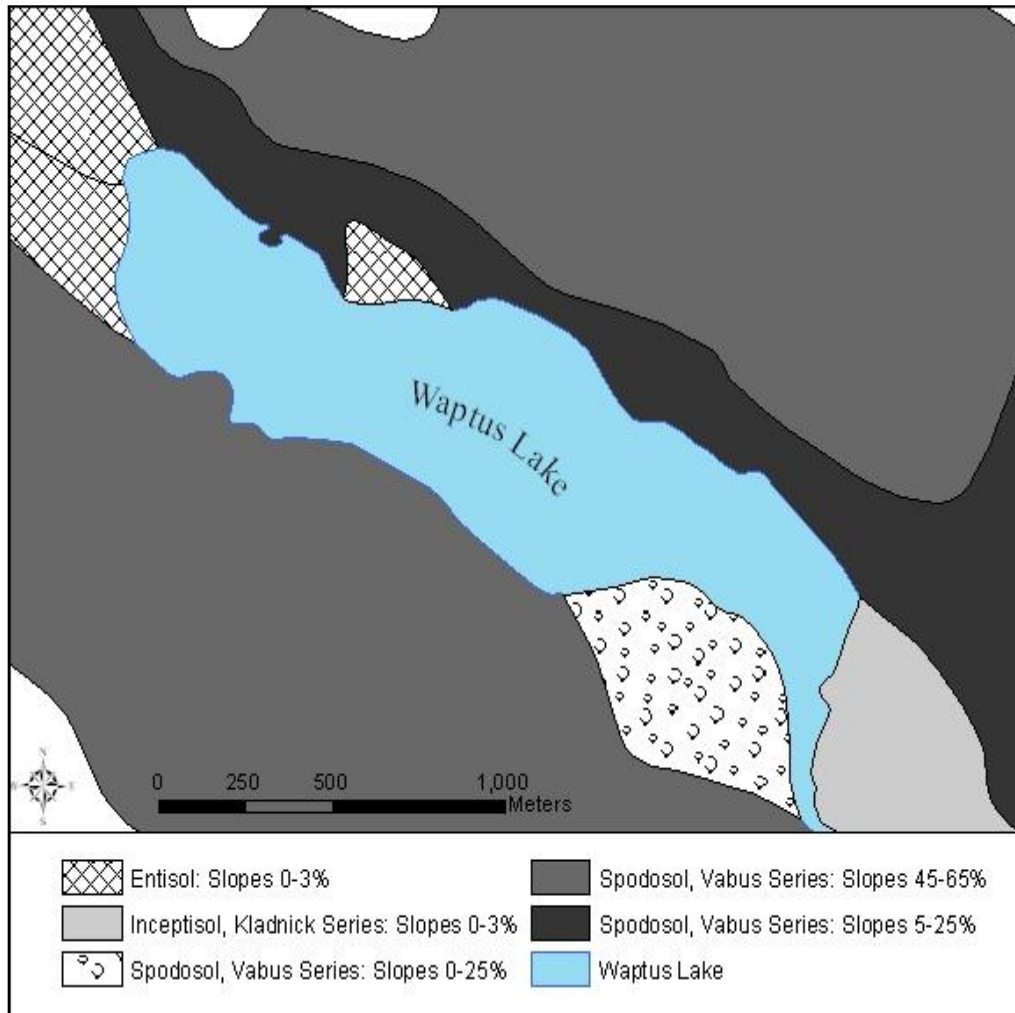 Waptus Lake
0 250 500 1,000
Meters
N
S
Entisol: Slopes 0-3%
Inceptisol, Kladnick Series: Slopes 0-3%
Spodosol, Vabus Series: Slopes 0-25%
Spodosol, Vabus Series: Slopes 45-65%
Spodosol, Vabus Series: Slopes 5-25%
Waptus Lake